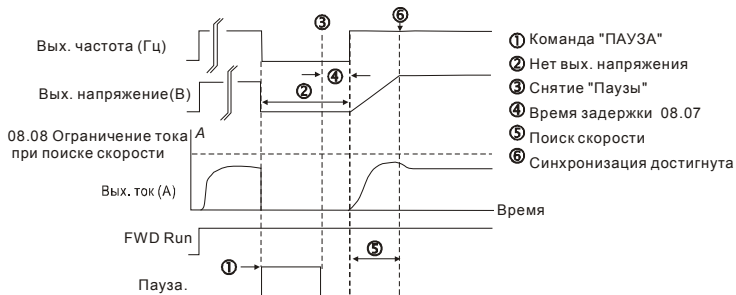 ③
⑥
Вых. частота (Гц)
① Команда "ПАУЗА"
② Нет вых. напряжения
④
③ Снятие "Паузы"
Вых. напряжение(В)
②
④ Время задержки 08.07
08.08 Ограничение тока А
при поиске скорости
⑤ Поиск скорости
⑥ Синхронизация достигнута
Вых. ток (А)
Время
FWD Run
⑤
①
Пауза.